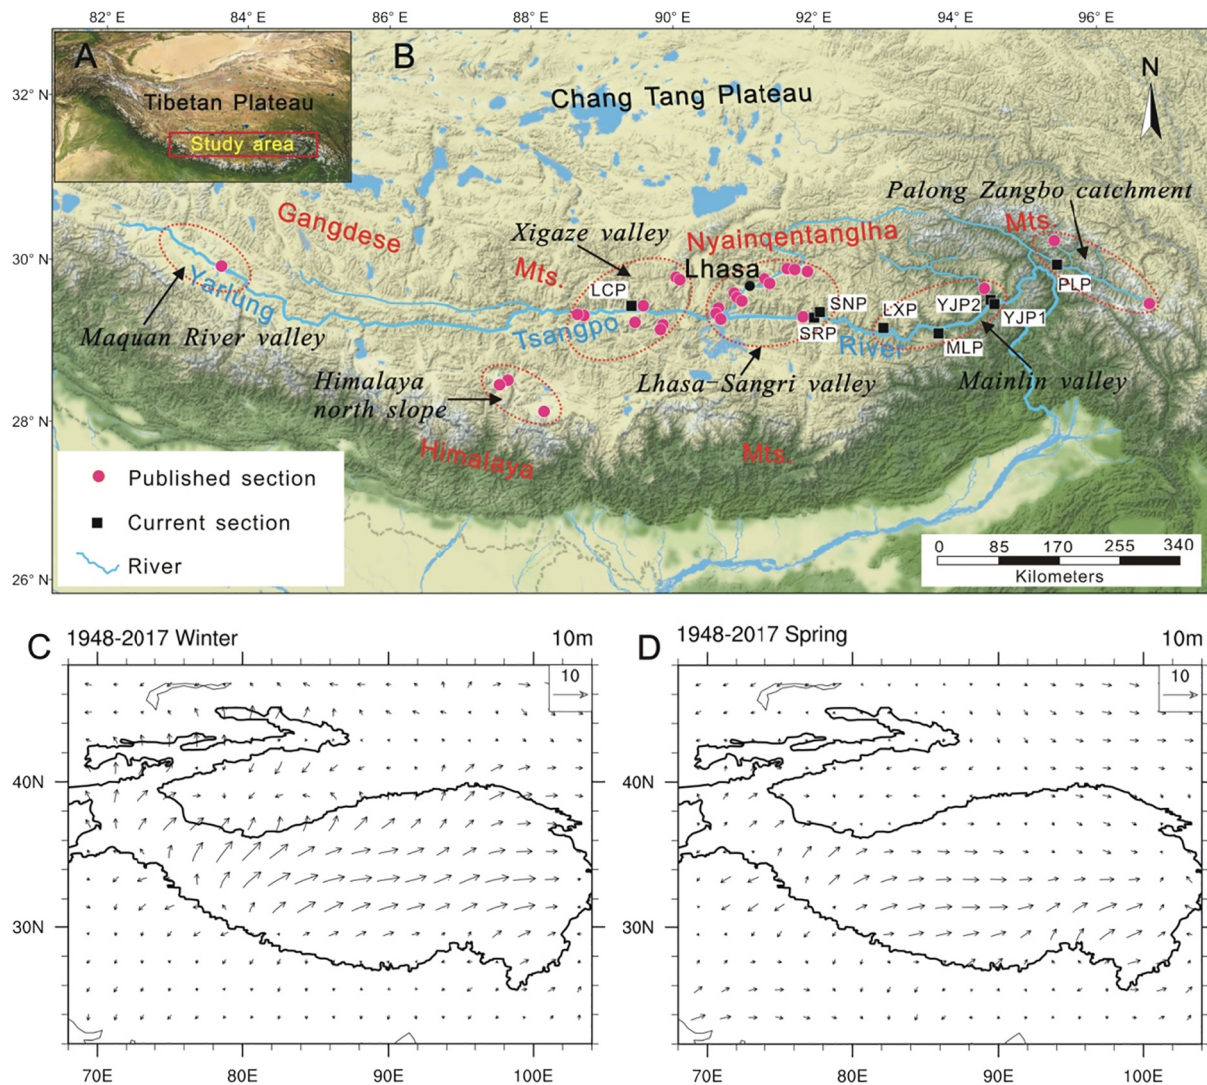 82° E 84° E 86° E 88° E 90° E 92° E 94° E 96° E
A
B
N
32° N
30° N
28° N
26° N
Tibetan Plateau
Study area
Chang Tang Plateau
Palong Zangbo catchment
Gangdese
Mts.
Xigaze valley
Nyainqentanglha
Mts.
Lhasa
LCP
PLP
SNP
SRP
LXP
YJP2
YJP1
MLP
Yarlung
Tsangpo
River
Maquan River valley
Himalaya
north slope
Lhasa-Sangri valley
Mainlin valley
Himalaya
Mts.
Published section
Current section
River
0 85 170 255 340
Kilometers
C 1948-2017 Winter 10m
10
40N
30N
70E 80E 90E 100E
D 1948-2017 Spring 10m
10
40N
30N
70E 80E 90E 100E